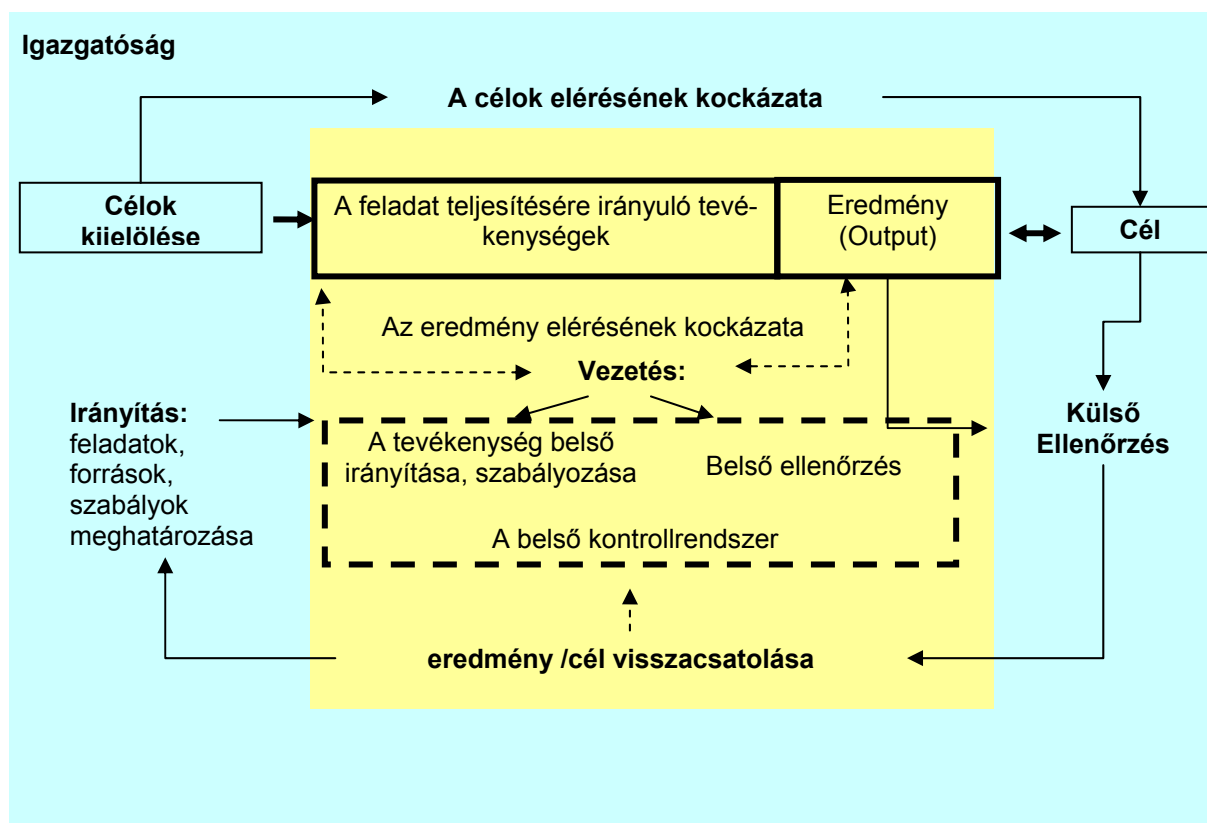 Igazgatóság
A célok elérésének kockázata
Célok
kijelölése
A feladat teljesítésére irányuló tevé-
kenységek
Eredmény
(Output)
Cél
Az eredmény elérésének kockázata
Vezetés:
Irányítás:
feladatok,
források,
szabályok
meghatározása
A tevékenység belső
irányítása, szabályozása
Belső ellenőrzés
A belső kontrollrendszer
Külső
Ellenőrzés
eredmény /cél visszacsatolása